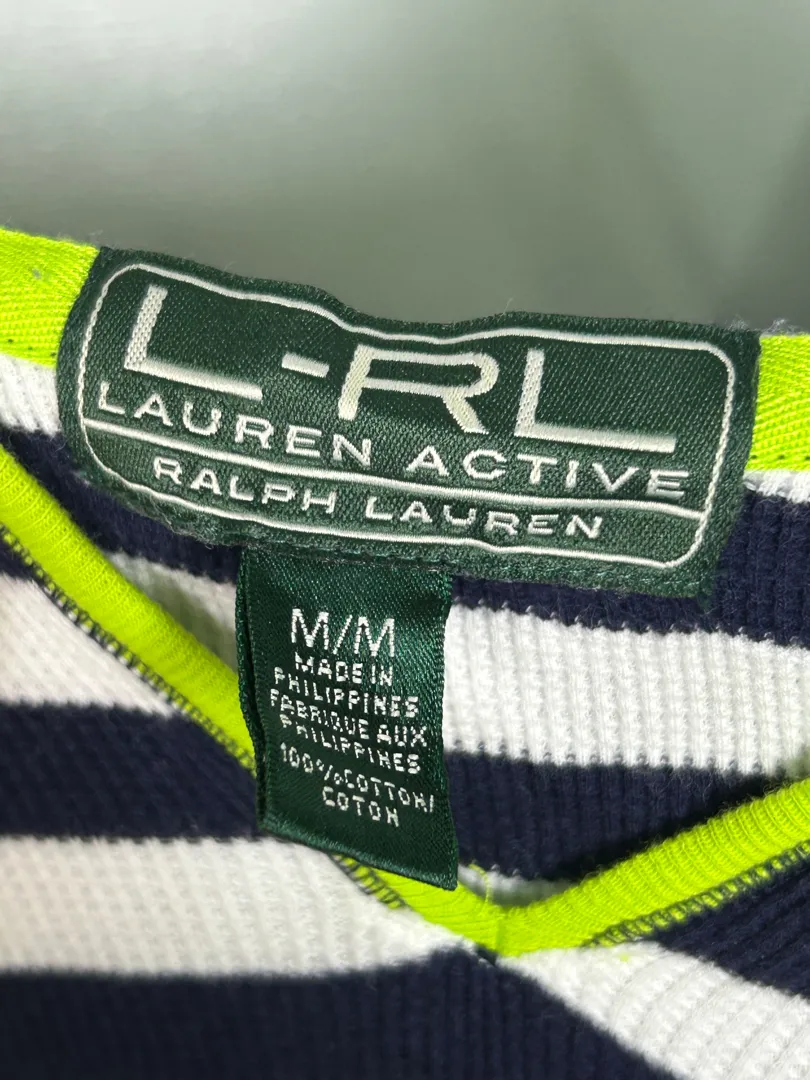 L-RL
LAUREN ACTIVE
RALPH LAUREN
M/M
MADE IN
PHILIPPINES
FABRIQUE AUX
PHILIPPINES
100%COTTON/
COTON